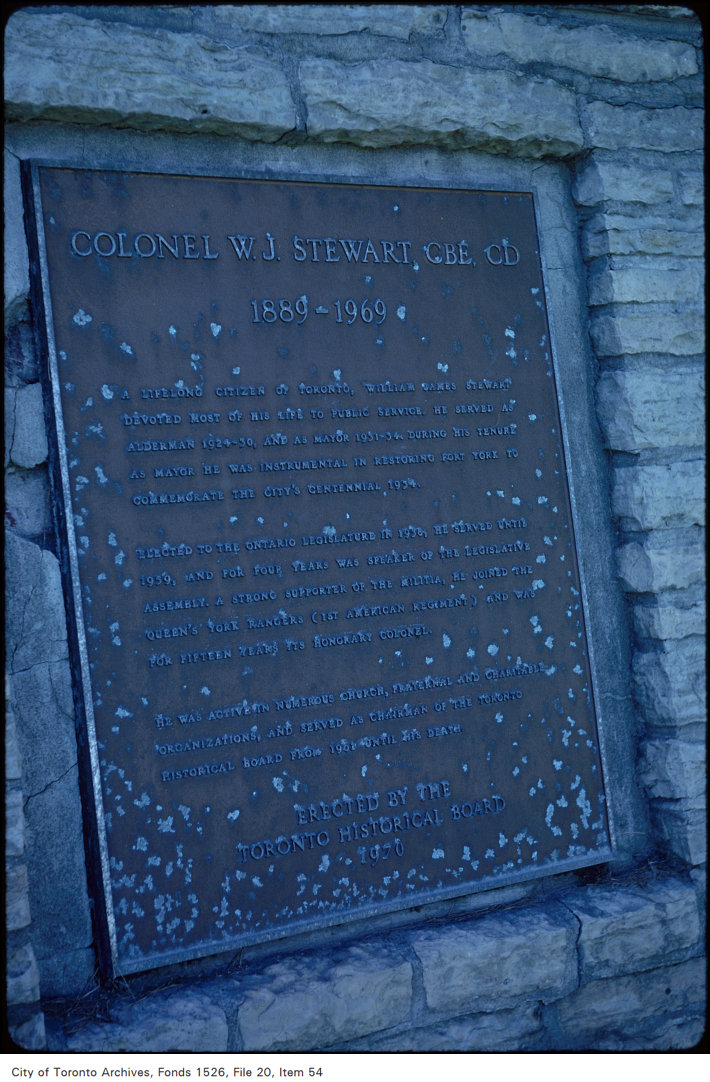 COLONEL W. J. STEWART, CBE, CD
1889-1969
A LIFELONG CITIZEN OF TORONTO, WILLIAM JAMES STEWART
DEVOTED MOST OF HIS LIFE TO PUBLIC SERVICE. HE SERVED AS
ALDERMAN 1924-30, AND AS MAYOR 1931-34. DURING HIS TENURE
AS MAYOR HE WAS INSTRUMENTAL IN RESTORING FORT YORK TO
COMMEMORATE THE CITY'S CENTENNIAL 1934.
ELECTED TO THE ONTARIO LEGISLATURE IN 1938, HE SERVED UNTIL
1959, AND FOR FOUR YEARS WAS SPEAKER OF THE LEGISLATIVE
ASSEMBLY. A STRONG SUPPORTER OF THE MILITIA, HE JOINED THE
QUEEN'S YORK RANGERS (1ST AMERICAN REGIMENT) AND WAS
FOR FIFTEEN YEARS ITS HONORARY COLONEL.
HE WAS ACTIVE IN NUMEROUS CHURCH, FRATERNAL AND CHARITABLE
ORGANIZATIONS, AND SERVED AS CHAIRMAN OF THE TORONTO
HISTORICAL BOARD FROM UNTIL HIS DEATH.
ERECTED BY THE
TORONTO HISTORICAL BOARD
1970
City of Toronto Archives, Fonds 1526, File 20, Item 54